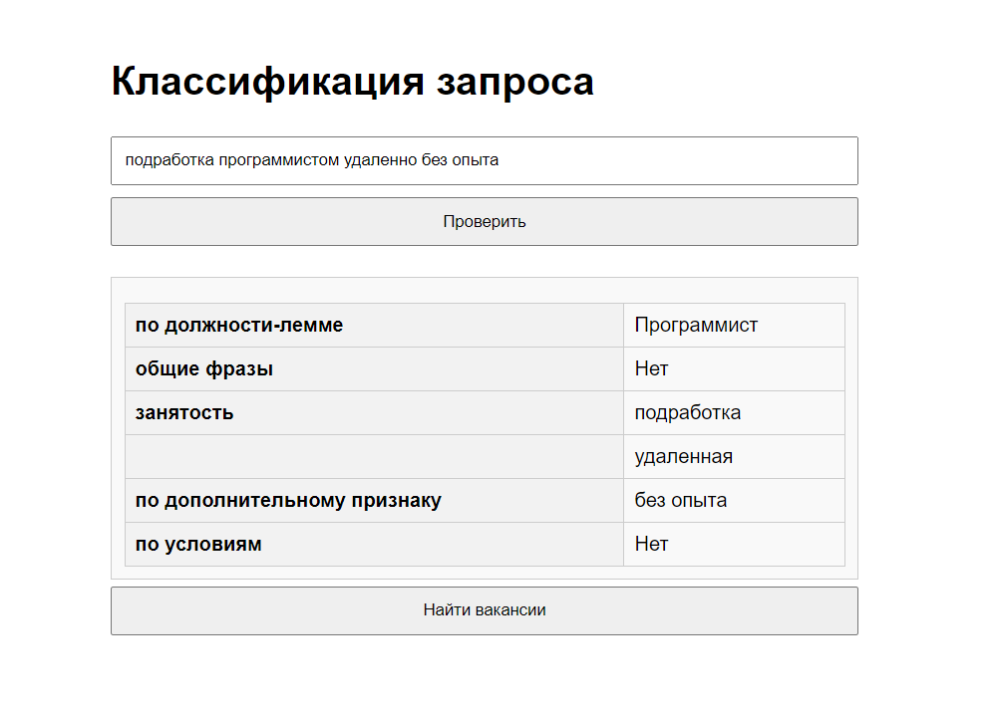 Классификация запроса
подработка программистом удаленно без опыта
Проверить
по должности-лемме Программист
общие фразы Нет
занятость подработка
удаленная
по дополнительному признаку без опыта
по условиям Нет
Найти вакансии